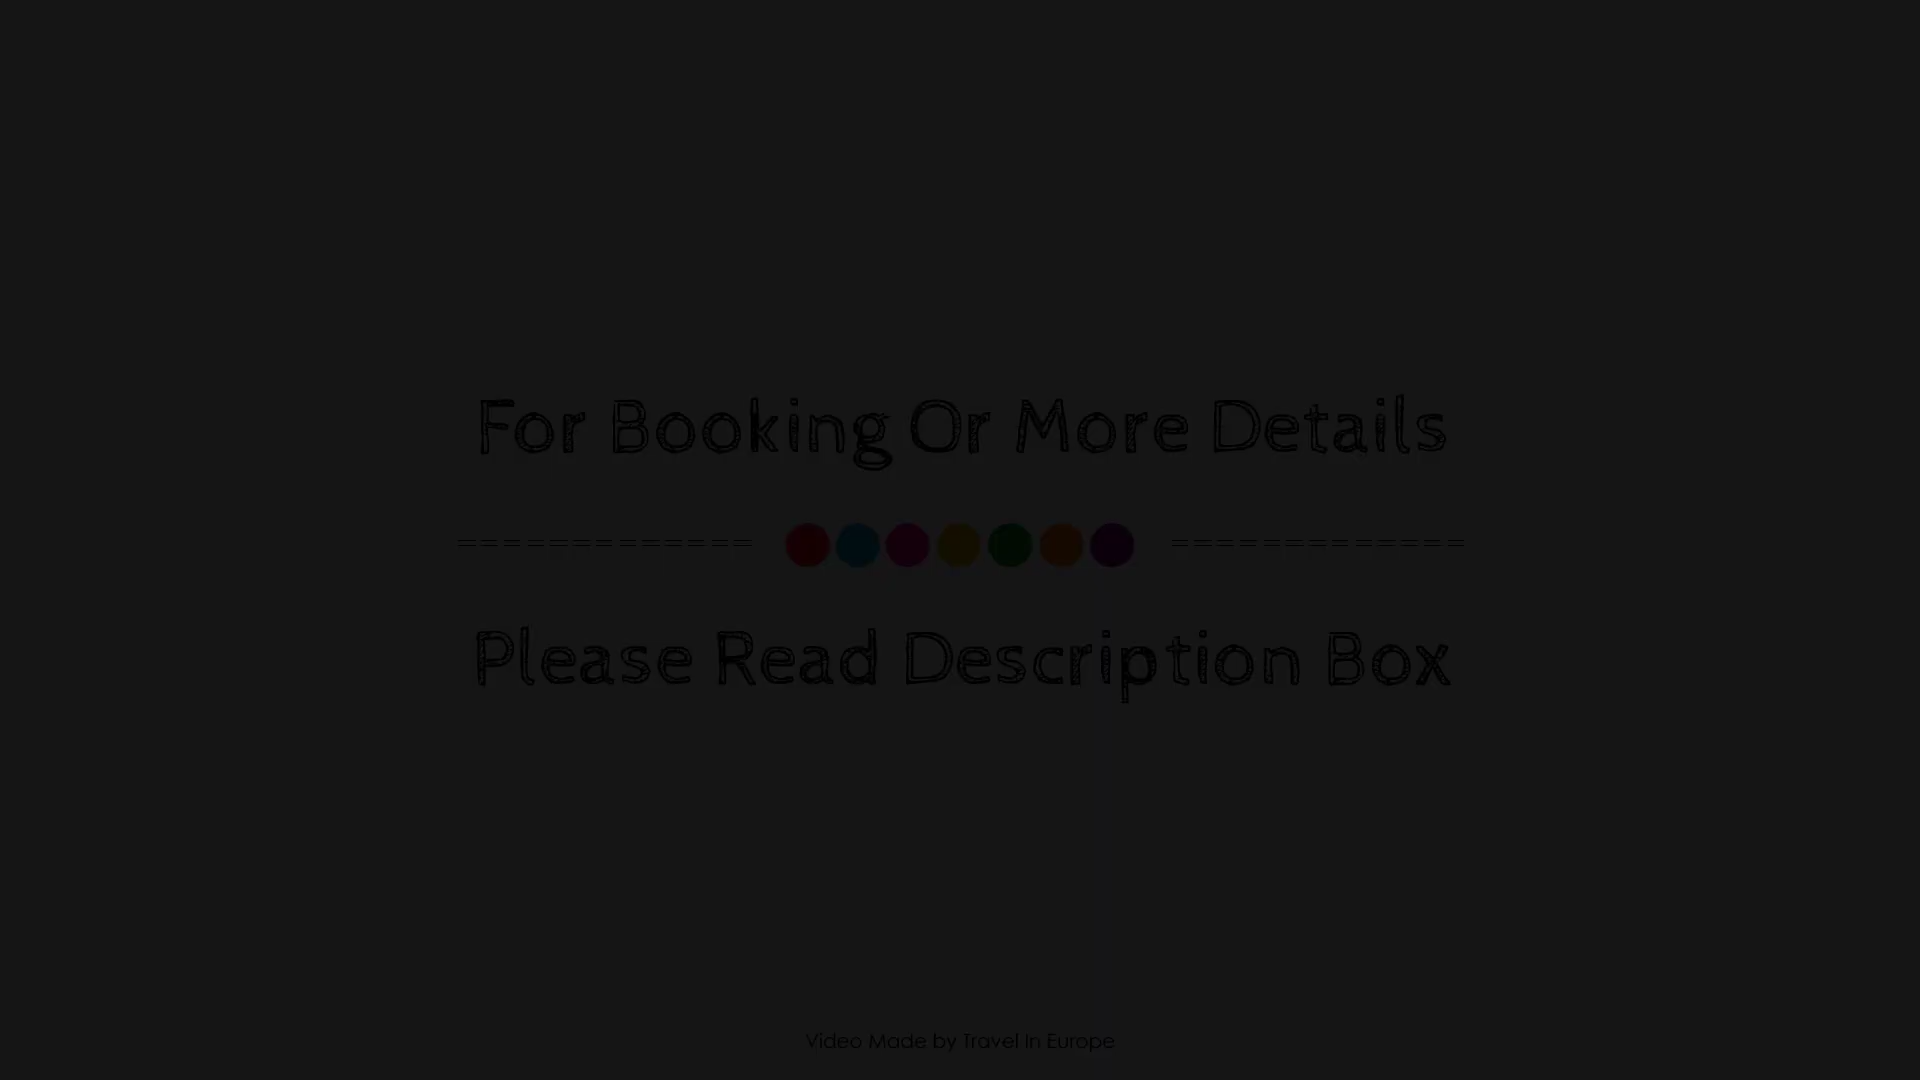 For Booking Or More Details
============= =============
Please Read Description Box
Video Made by Travel In Europe